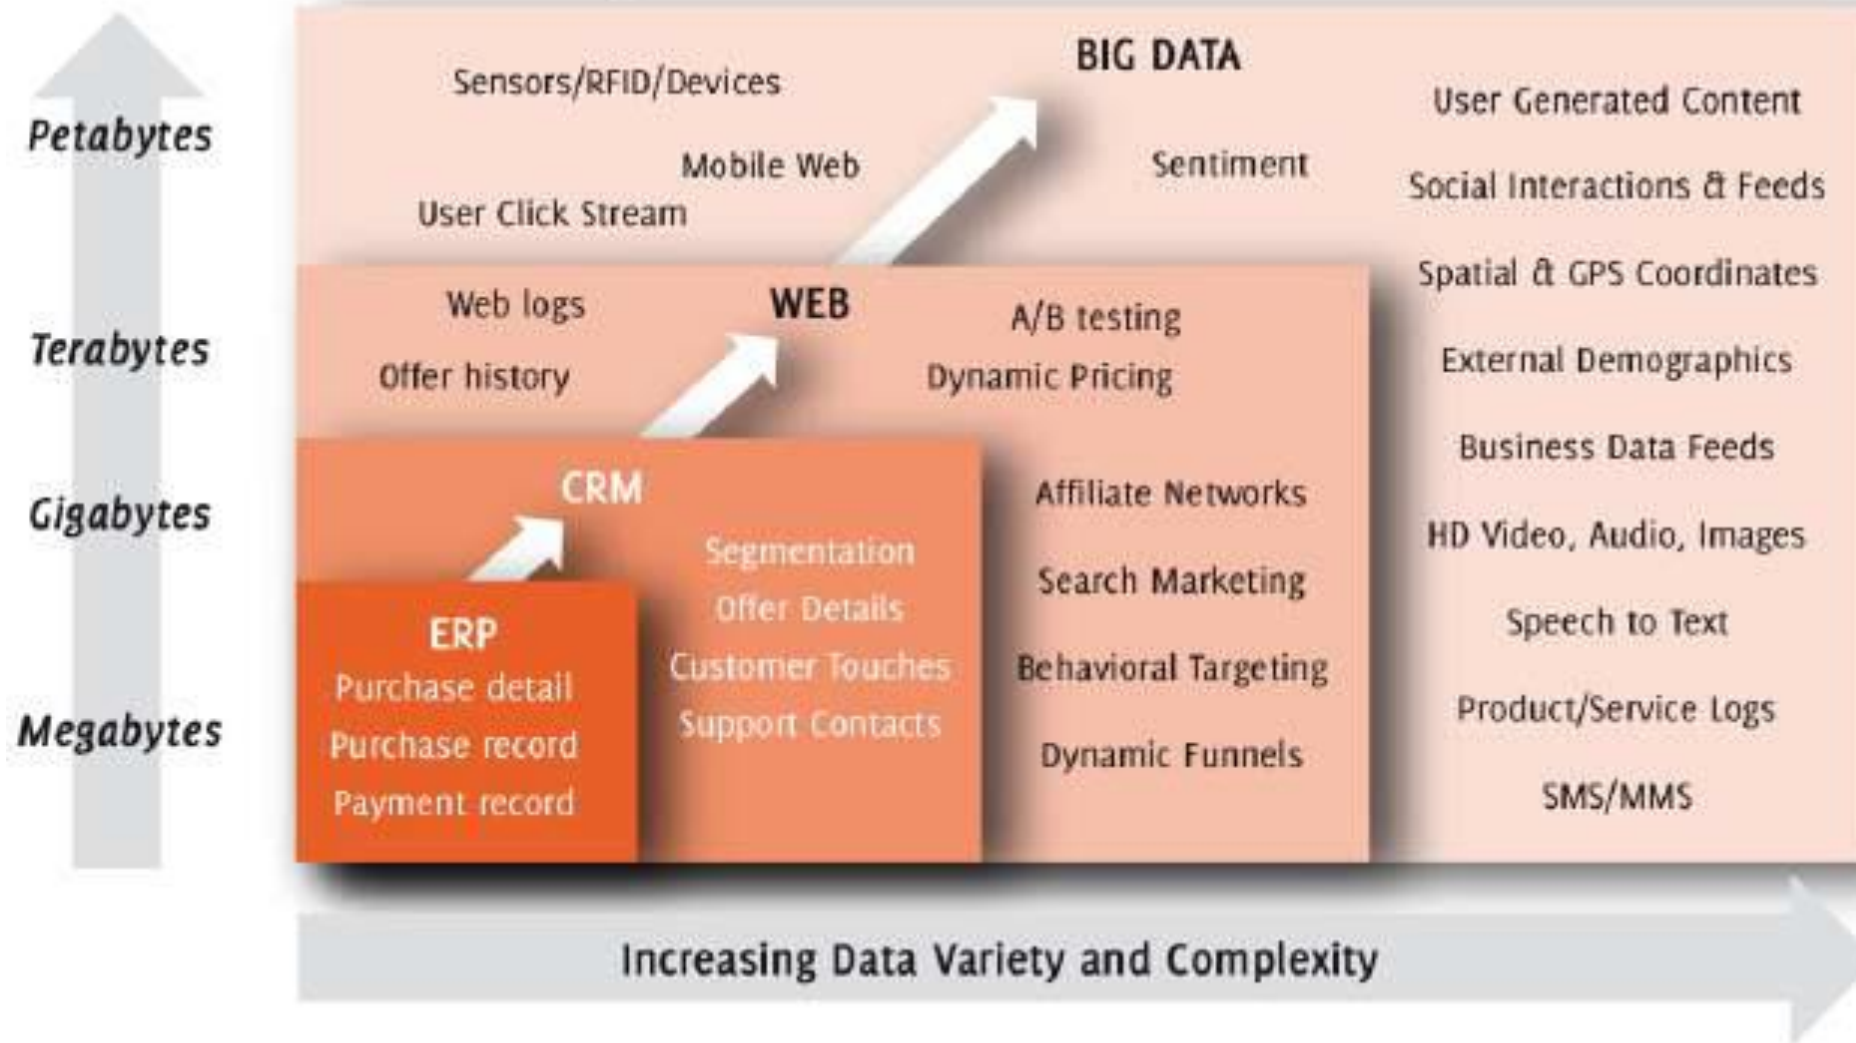 BIG DATA
Sensors/RFID/Devices
Mobile Web
User Click Stream
Sentiment
User Generated Content
Social Interactions & Feeds
Spatial & GPS Coordinates
External Demographics
Business Data Feeds
HD Video, Audio, Images
Speech to Text
Product/Service Logs
SMS/MMS
WEB
Web logs
Offer history
A/B testing
Dynamic Pricing
Affiliate Networks
Search Marketing
Behavioral Targeting
Dynamic Funnels
CRM
Segmentation
Offer Details
Customer Touches
Support Contacts
ERP
Purchase detail
Purchase record
Payment record
Petabytes
Terabytes
Gigabytes
Megabytes
Increasing Data Variety and Complexity